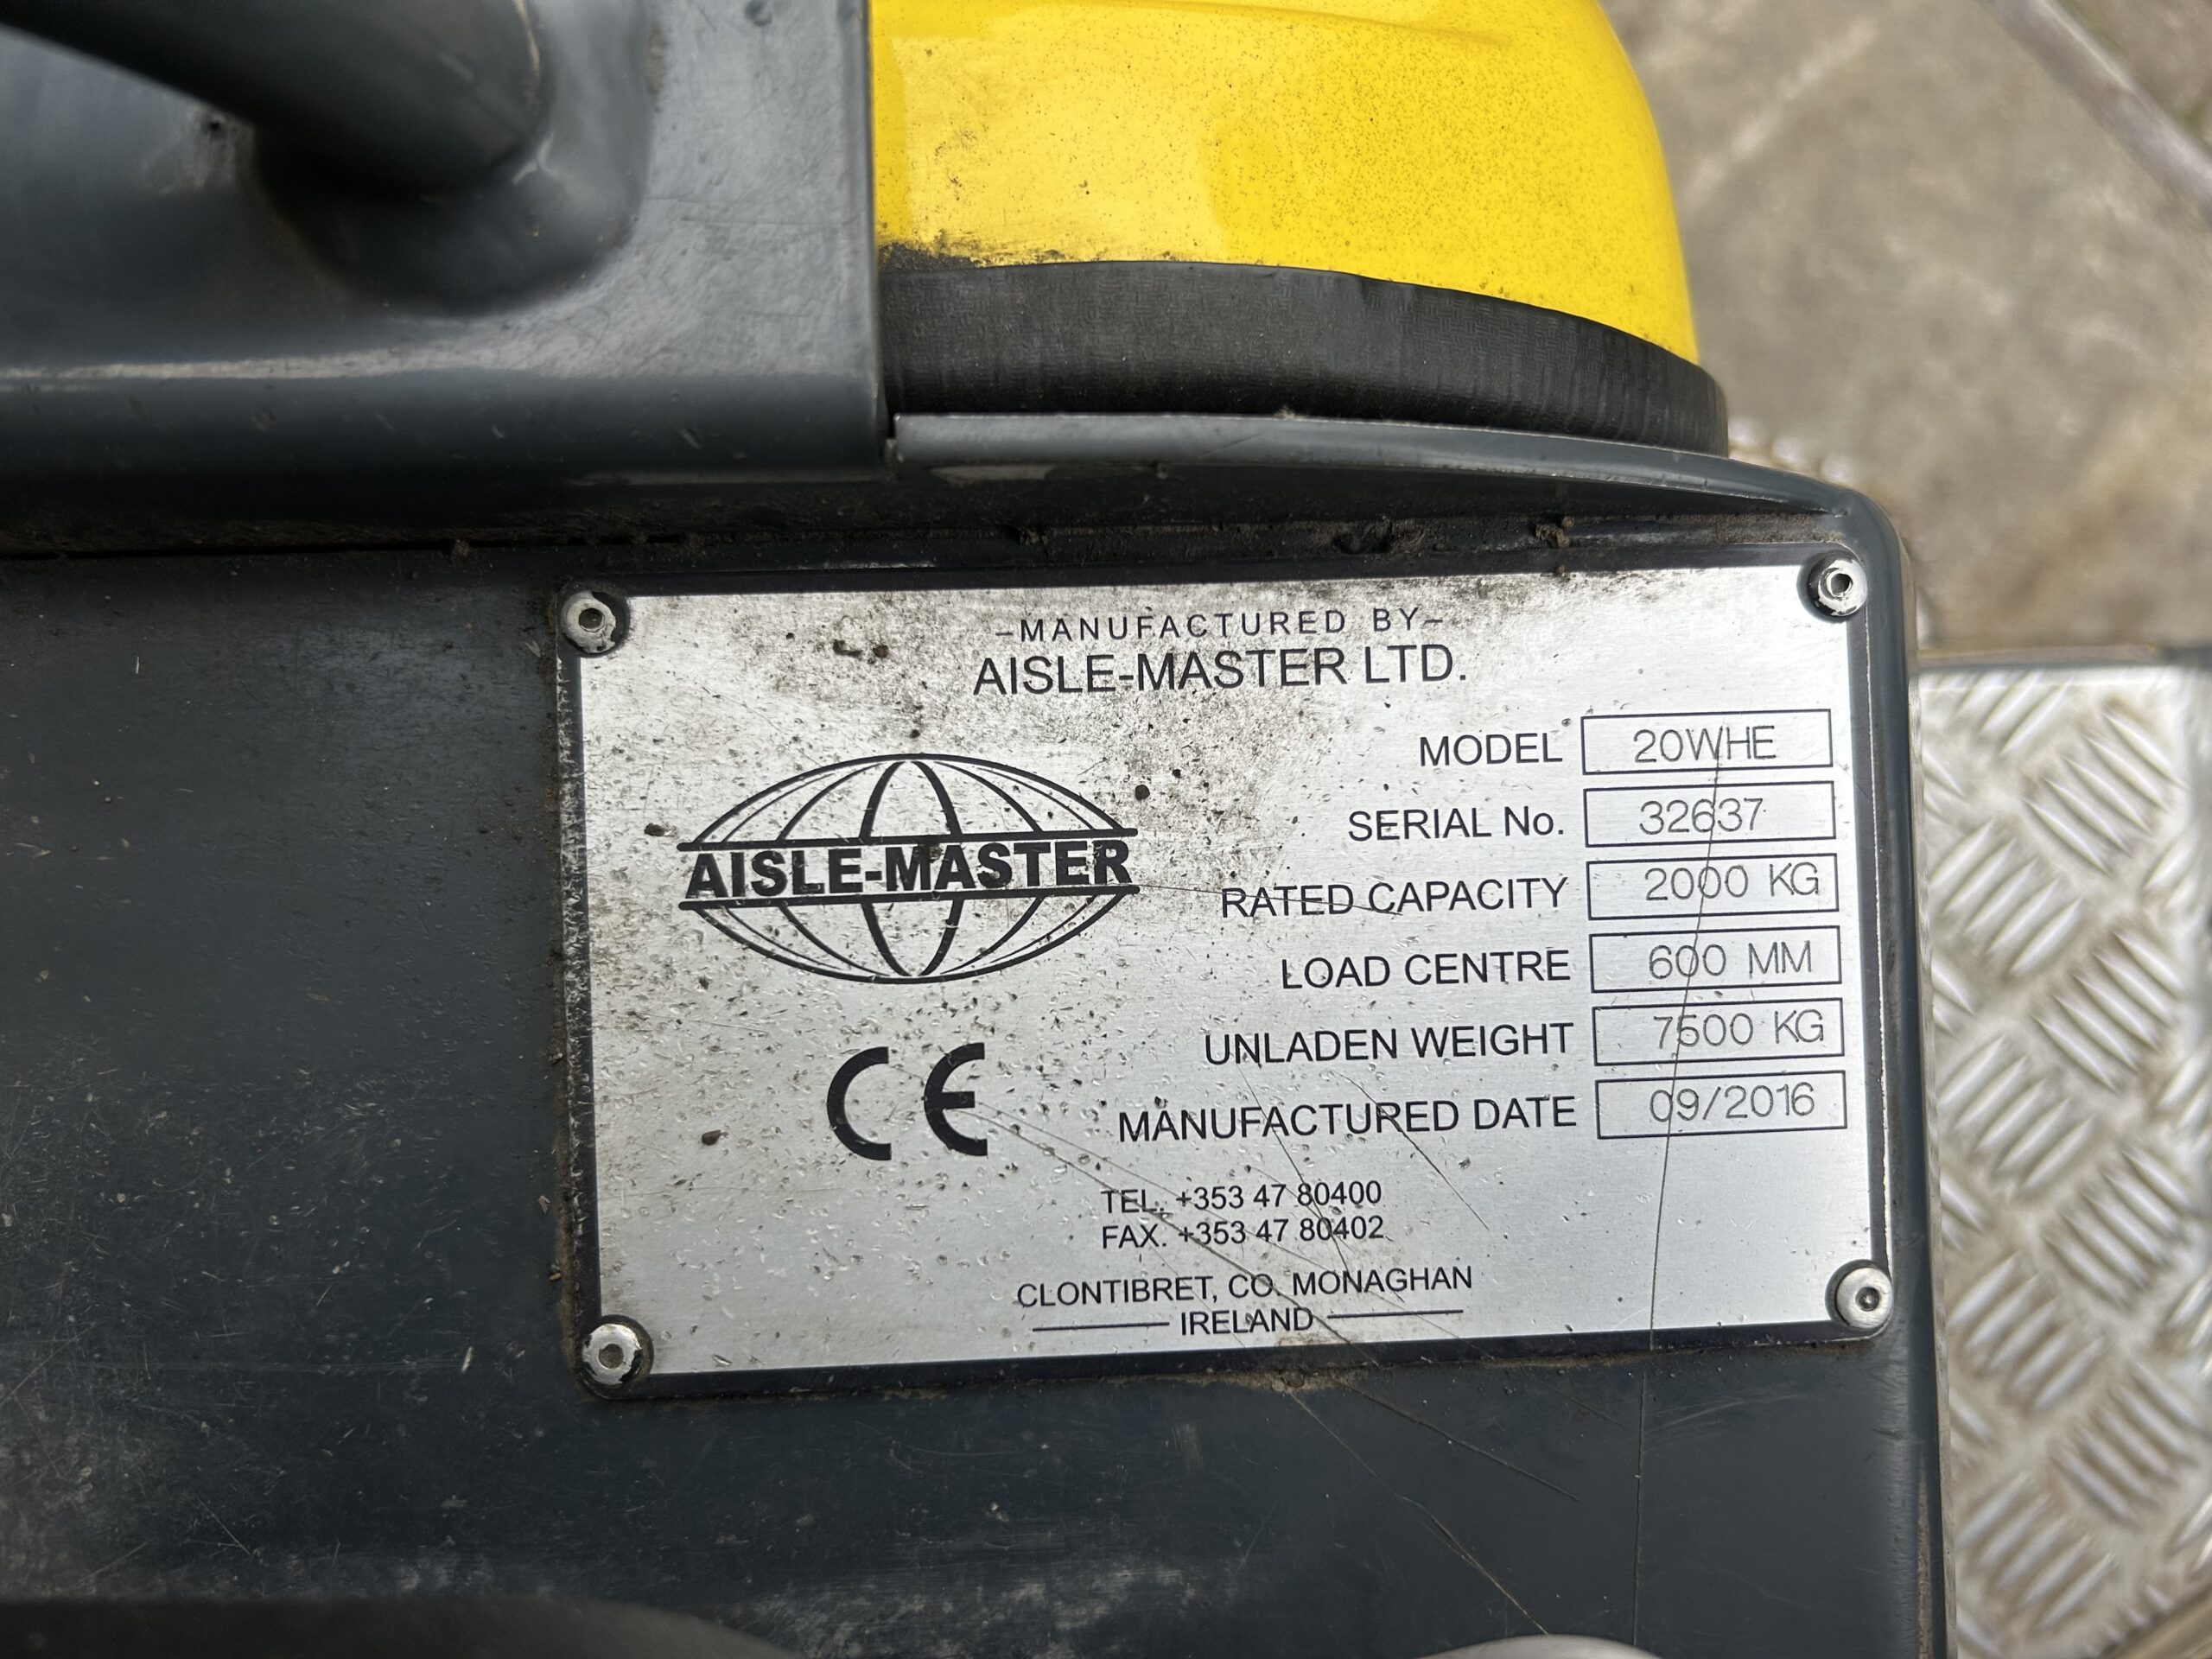 –MANUFACTURED BY–
AISLE-MASTER LTD.
AISLE-MASTER
CE
MODEL 20WHE
SERIAL No. 32637
RATED CAPACITY 2000 KG
LOAD CENTRE 600 MM
UNLADEN WEIGHT 7500 KG
MANUFACTURED DATE 09/2016
TEL. +353 47 80400
FAX. +353 47 80402
CLONTIBRET, CO. MONAGHAN
IRELAND